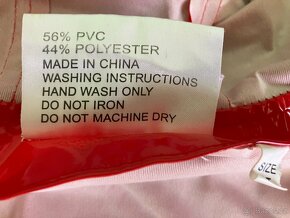 56% PVC
44% POLYESTER
MADE IN CHINA
WASHING INSTRUCTIONS
HAND WASH ONLY
DO NOT IRON
DO NOT MACHINE DRY
SIZE